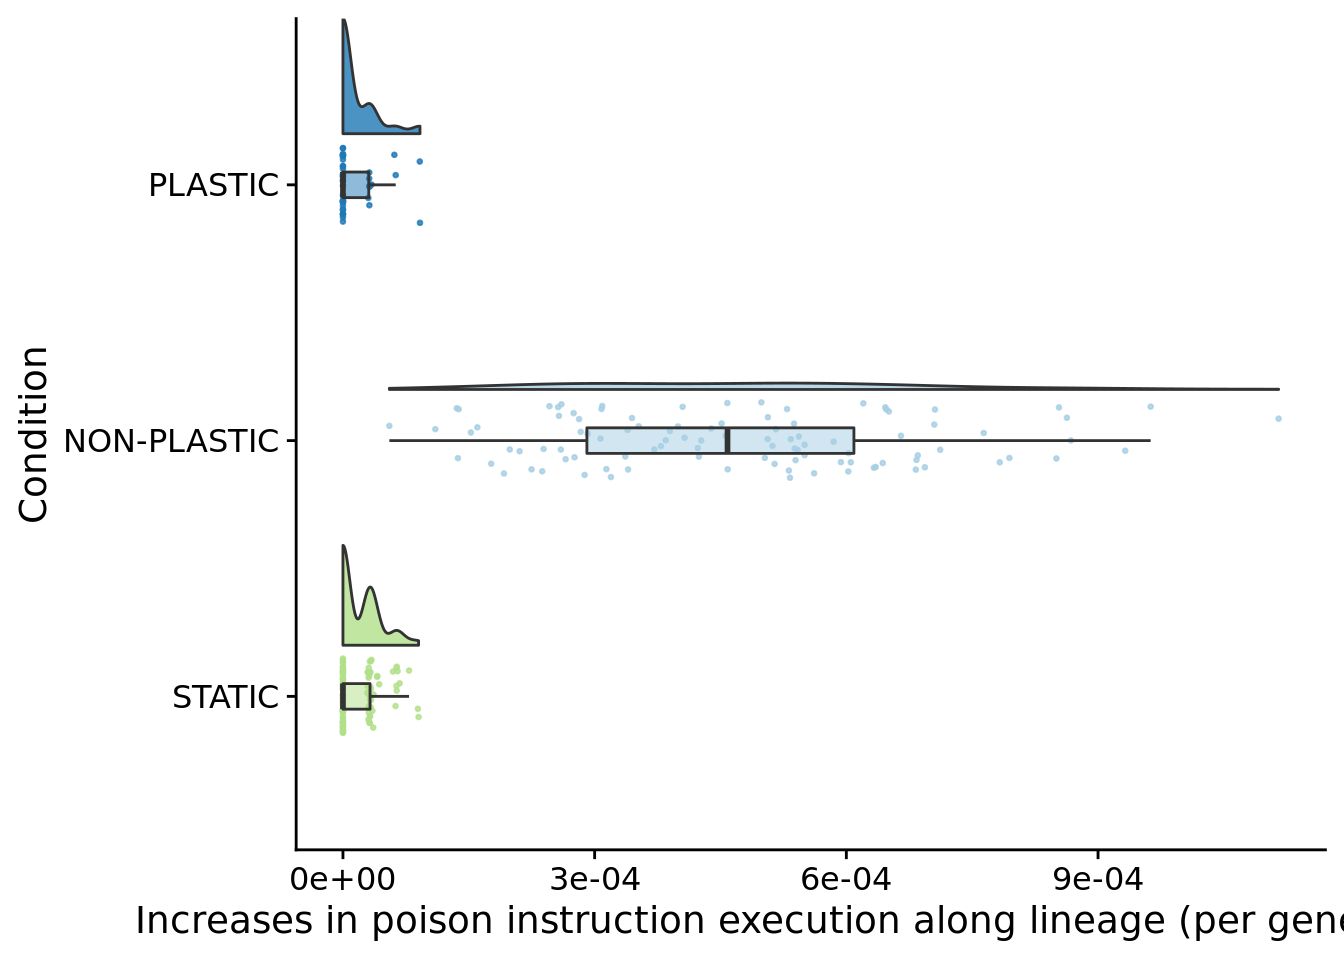 Condition
PLASTIC
NON-PLASTIC
STATIC
0e+00 3e-04 6e-04 9e-04
Increases in poison instruction execution along lineage (per gene